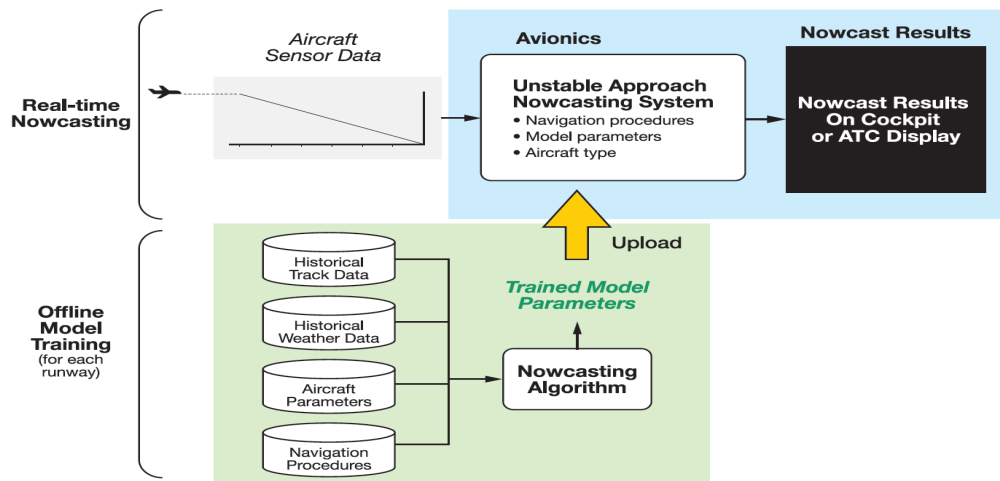 Real-time
Nowcasting
Aircraft
Sensor Data
Avionics
Unstable Approach
Nowcasting System
• Navigation procedures
• Model parameters
• Aircraft type
Nowcast Results
Nowcast Results
On Cockpit
or ATC Display
Upload
Offline
Model
Training
(for each
runway)
Historical
Track Data
Historical
Weather Data
Aircraft
Parameters
Navigation
Procedures
Trained Model
Parameters
Nowcasting
Algorithm